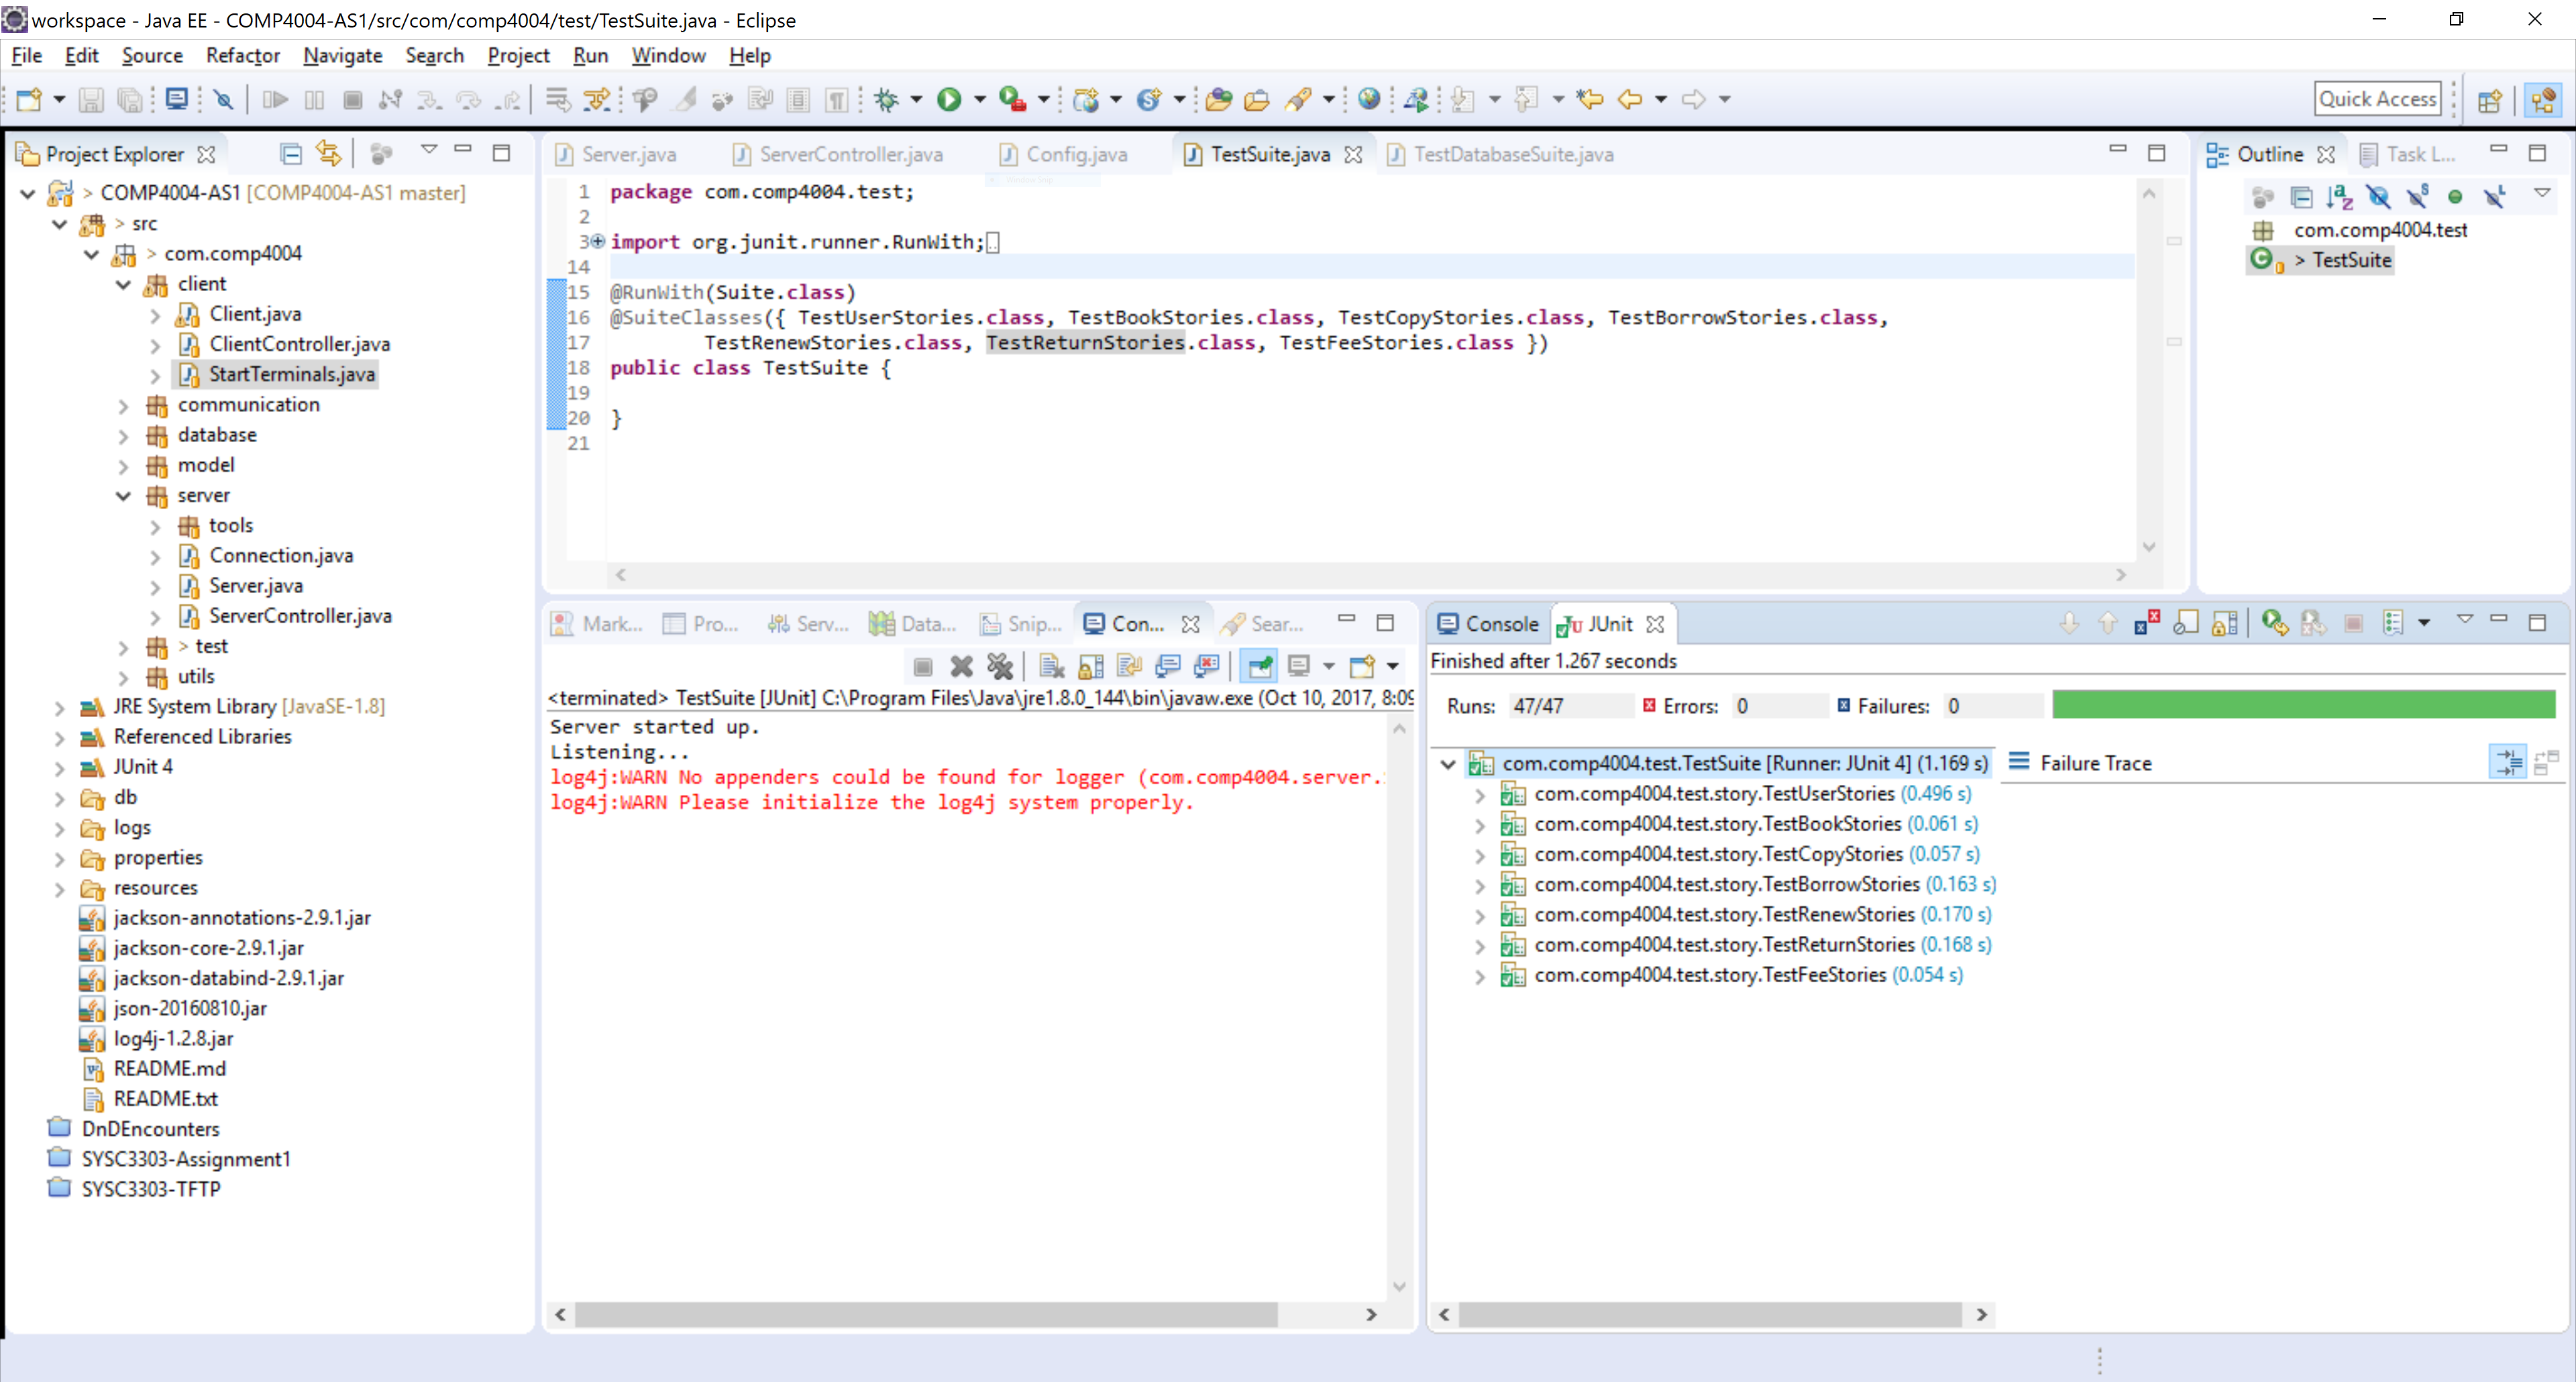 workspace - Java EE - COMP4004-AS1/src/com/comp4004/test/TestSuite.java - Eclipse
File Edit Source Refactor Navigate Search Project Run Window Help
Quick Access
Project Explorer
> COMP4004-AS1 [COMP4004-AS1 master]
> src
> com.comp4004
client
Client.java
ClientController.java
StartTerminals.java
communication
database
model
server
tools
Connection.java
Server.java
ServerController.java
> test
utils
JRE System Library [JavaSE-1.8]
Referenced Libraries
JUnit 4
db
logs
properties
resources
jackson-annotations-2.9.1.jar
jackson-core-2.9.1.jar
jackson-databind-2.9.1.jar
json-20160810.jar
log4j-1.2.8.jar
README.md
README.txt
DnDEncounters
SYSC3303-Assignment1
SYSC3303-TFTP
Server.java ServerController.java Config.java TestSuite.java TestDatabaseSuite.java
1 package com.comp4004.test;
2
3 import org.junit.runner.RunWith;
14
15 @RunWith(Suite.class)
16 @SuiteClasses({ TestUserStories.class, TestBookStories.class, TestCopyStories.class, TestBorrowStories.class,
17 TestRenewStories.class, TestReturnStories.class, TestFeeStories.class })
18 public class TestSuite {
19
20 }
21
Outline Task L...
com.comp4004.test
> TestSuite
Mark... Pro... Serv... Data... Snip... Con... Sear...
<terminated> TestSuite [JUnit] C:\Program Files\Java\jre1.8.0_144\bin\javaw.exe (Oct 10, 2017, 8:09
Server started up.
Listening...
log4j:WARN No appenders could be found for logger (com.comp4004.server.
log4j:WARN Please initialize the log4j system properly.
Console JUnit
Finished after 1.267 seconds
Runs: 47/47 Errors: 0 Failures: 0
com.comp4004.test.TestSuite [Runner: JUnit 4] (1.169 s)
com.comp4004.test.story.TestUserStories (0.496 s)
com.comp4004.test.story.TestBookStories (0.061 s)
com.comp4004.test.story.TestCopyStories (0.057 s)
com.comp4004.test.story.TestBorrowStories (0.163 s)
com.comp4004.test.story.TestRenewStories (0.170 s)
com.comp4004.test.story.TestReturnStories (0.168 s)
com.comp4004.test.story.TestFeeStories (0.054 s)
Failure Trace